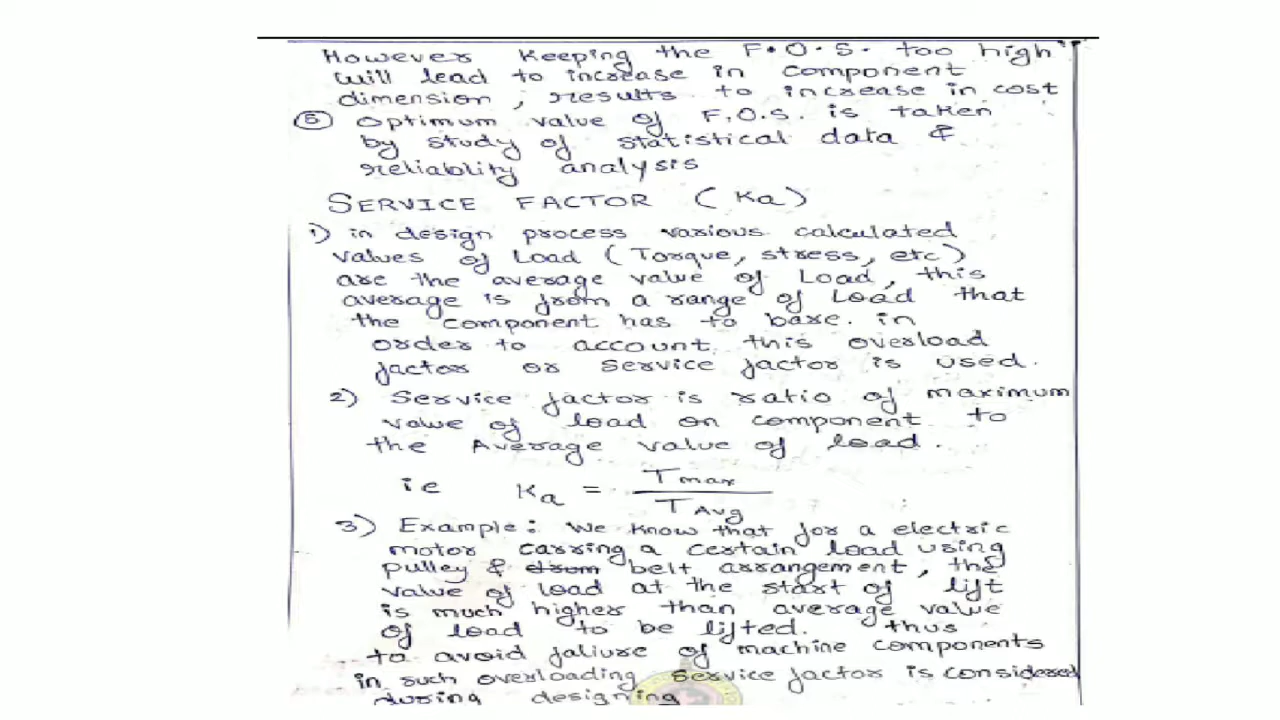 However keeping the F.O.S. too high
will lead to increase in component
dimension, results to increase in cost
⑤ Optimum value of F.O.S. is taken
by study of statistical data &
reliablity analysis
SERVICE FACTOR (Ka)
1) in design process various calculated
values of Load (Torque, stress, etc)
are the average value of Load, this
average is from a range of Load that
the component has to bare. in
order to account, this overload
factor or service factor is used.
2) Service factor is ratio of maximum
value of load on component to
the Average value of load.
ie Ka = Tmax / TAvg
3) Example: We know that for a electric
motor carring a certain load using
pulley & drum belt arrangement, the
value of load at the start of lift
is much higher than average value
of load to be lifted. thus
to avoid faliure of machine components
in such overloading service factor is considered
during designing